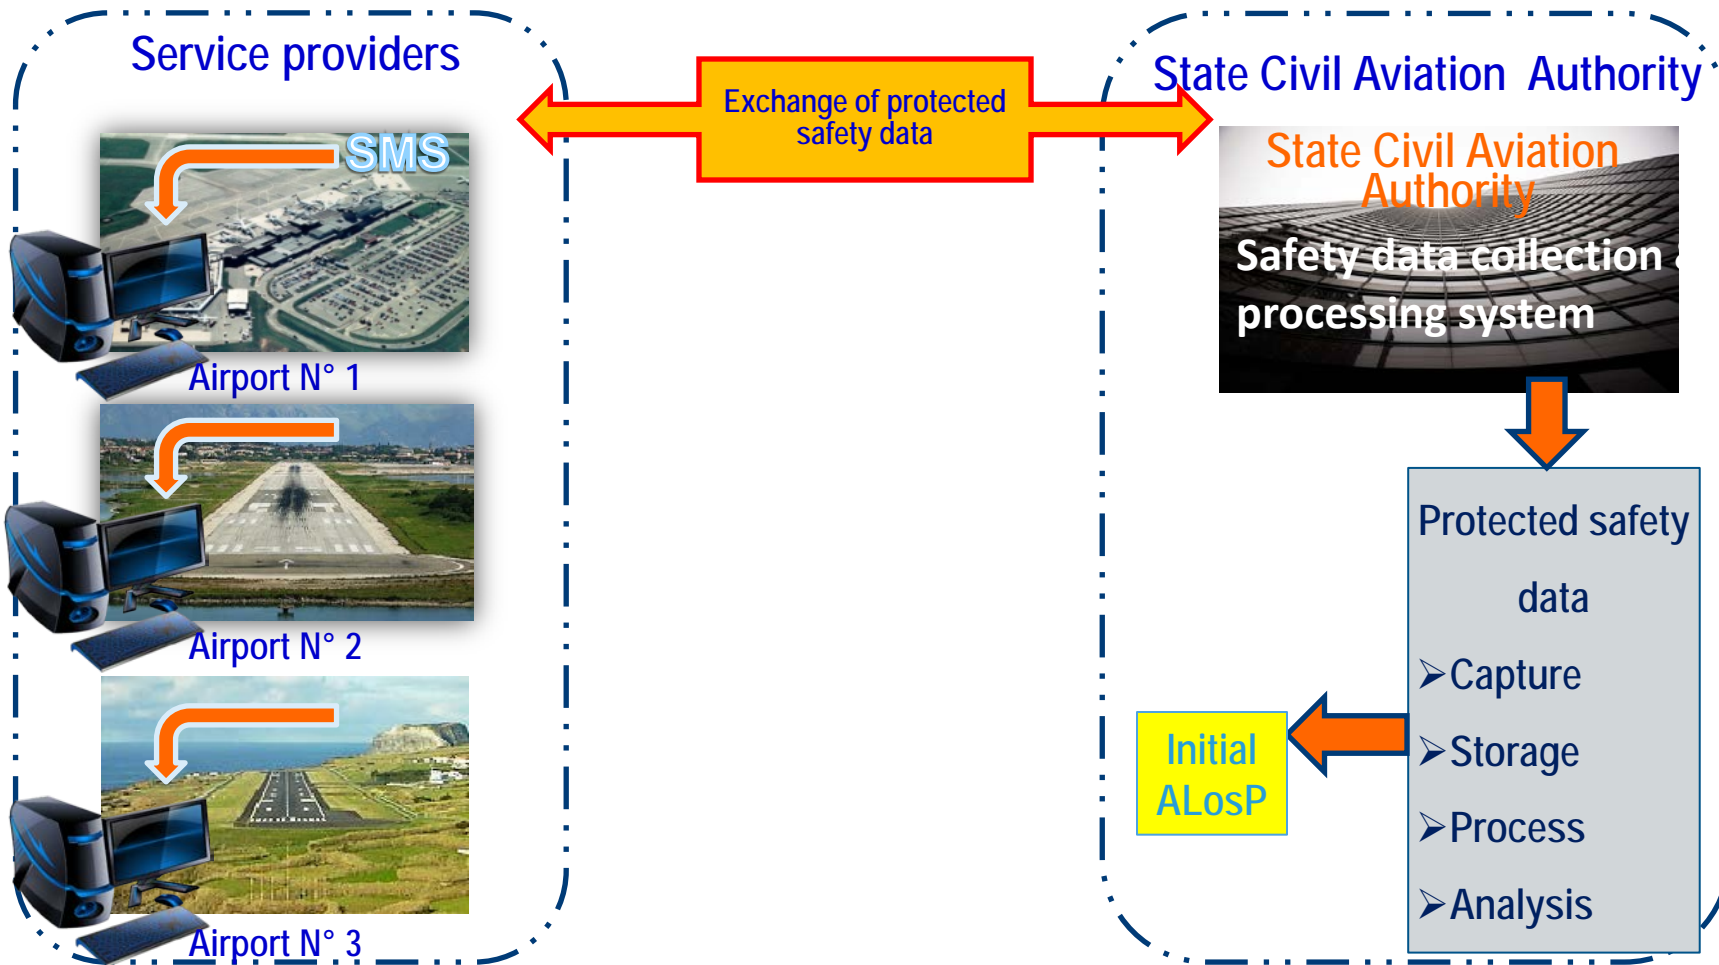 Service providers
SMS
Airport N° 1
Airport N° 2
Airport N° 3
Exchange of protected
safety data
State Civil Aviation Authority
State Civil Aviation
Authority
Safety data collection
processing system
Protected safety
data
➢Capture
➢Storage
➢Process
➢Analysis
Initial
ALosP